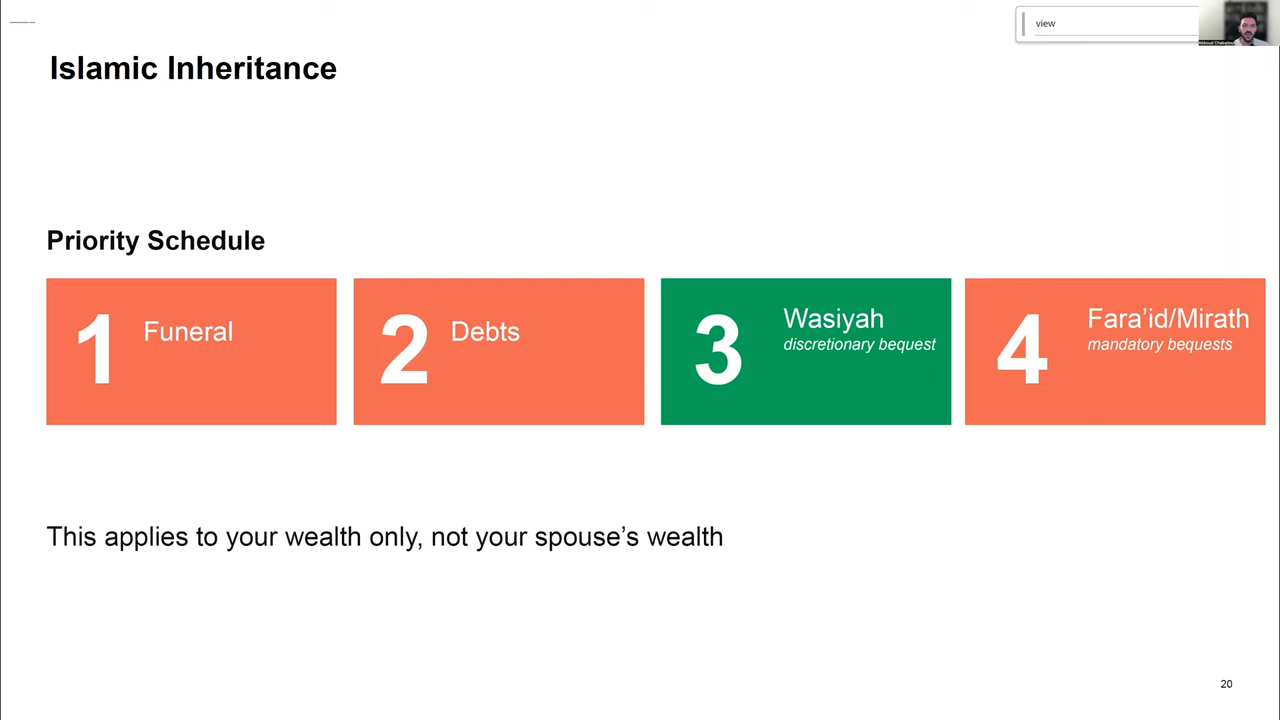 view
Islamic Inheritance
Priority Schedule
1
Funeral
2
Debts
3
Wasiyah
discretionary bequest
4
Fara’id/Mirath
mandatory bequests
This applies to your wealth only, not your spouse’s wealth
20